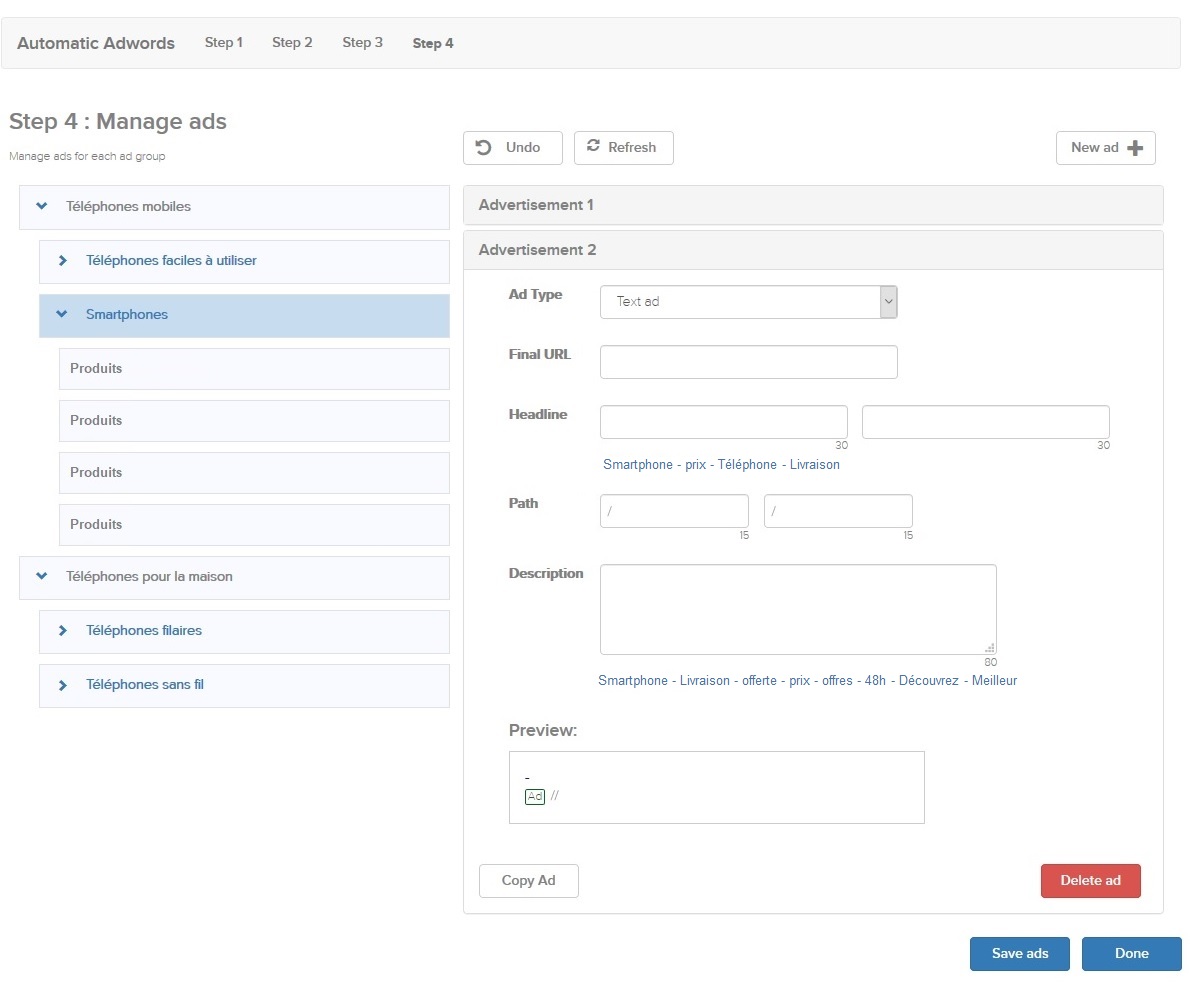 Automatic Adwords Step 1 Step 2 Step 3 Step 4
Step 4 : Manage ads
Manage ads for each ad group
Undo Refresh New ad
Téléphones mobiles
Téléphones faciles à utiliser
Smartphones
Produits
Produits
Produits
Produits
Téléphones pour la maison
Téléphones filaires
Téléphones sans fil
Advertisement 1
Advertisement 2
Ad Type Text ad
Final URL
Headline
30 30
Smartphone - prix - Téléphone - Livraison
Path / /
15 15
Description
80
Smartphone - Livraison - offerte - prix - offres - 48h - Découvrez - Meilleur
Preview:
-
Ad //
Copy Ad Delete ad
Save ads Done